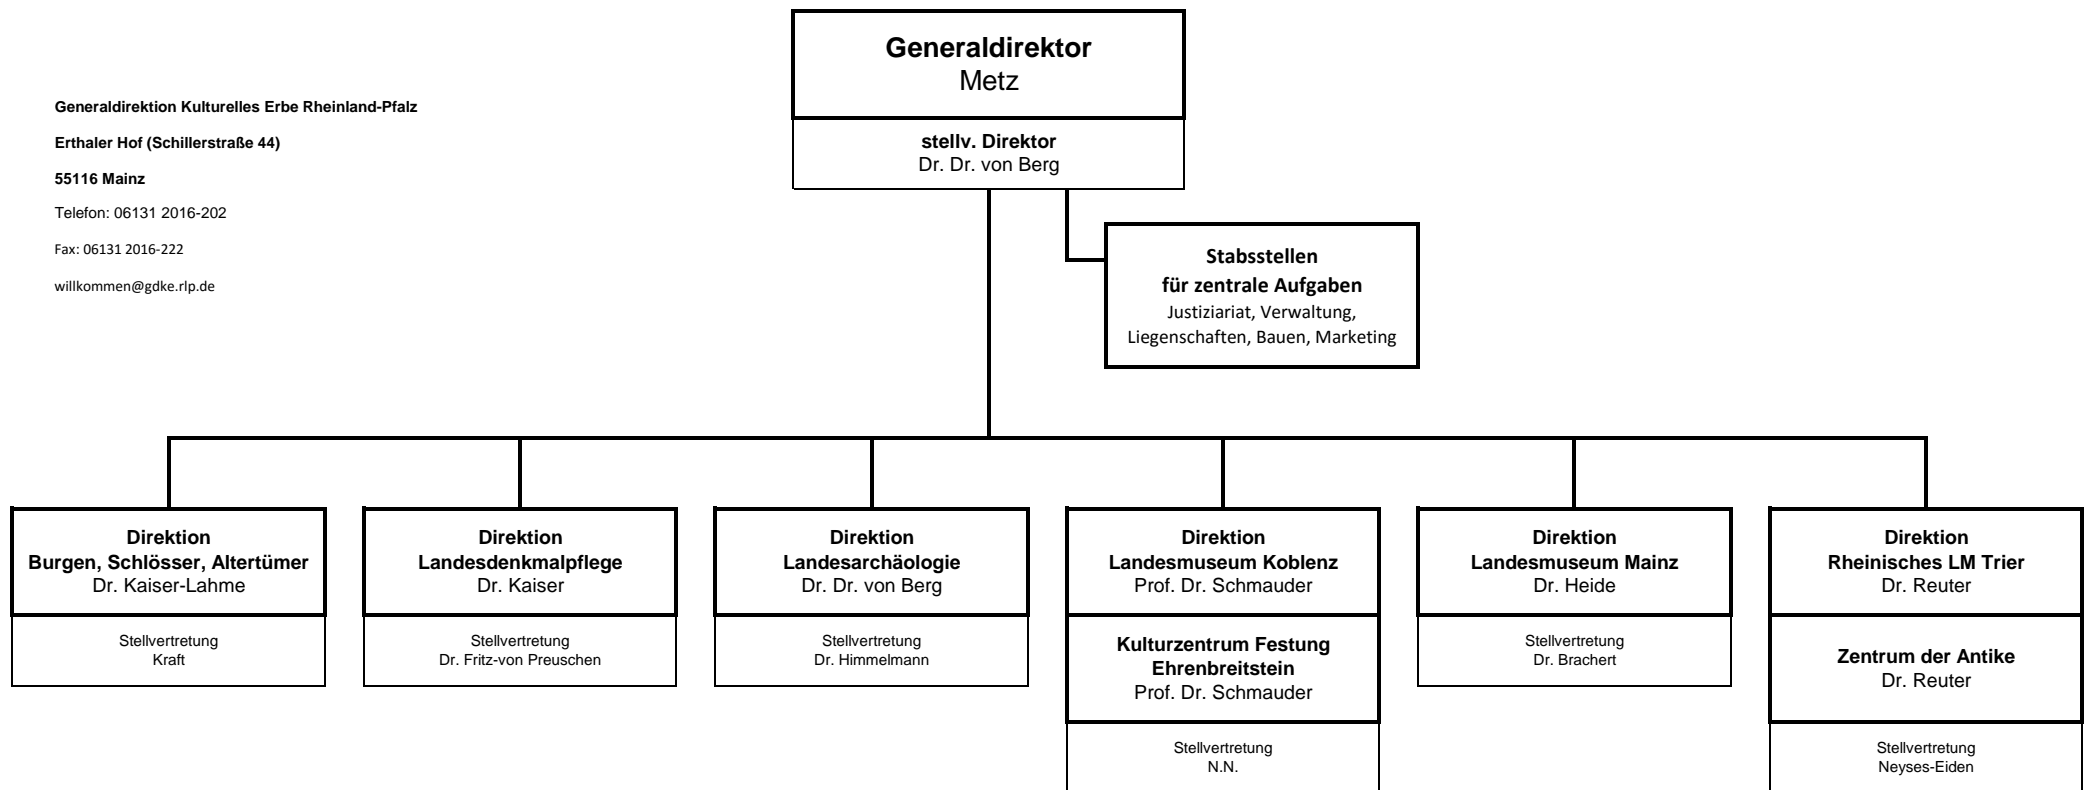 Generaldirektor
Metz
stellv. Direktor
Dr. Dr. von Berg
Generaldirektion Kulturelles Erbe Rheinland-Pfalz
Erthaler Hof (Schillerstraße 44)
55116 Mainz
Telefon: 06131 2016-202
Fax: 06131 2016-222
willkommen@gdke.rlp.de
Stabsstellen
für zentrale Aufgaben
Justiziariat, Verwaltung,
Liegenschaften, Bauen, Marketing
Direktion
Burgen, Schlösser, Altertümer
Dr. Kaiser-Lahme
Stellvertretung
Kraft
Direktion
Landesdenkmalpflege
Dr. Kaiser
Stellvertretung
Dr. Fritz-von Preuschen
Direktion
Landesarchäologie
Dr. Dr. von Berg
Stellvertretung
Dr. Himmelmann
Direktion
Landesmuseum Koblenz
Prof. Dr. Schmauder
Kulturzentrum Festung
Ehrenbreitstein
Prof. Dr. Schmauder
Stellvertretung
N.N.
Direktion
Landesmuseum Mainz
Dr. Heide
Stellvertretung
Dr. Brachert
Direktion
Rheinisches LM Trier
Dr. Reuter
Zentrum der Antike
Dr. Reuter
Stellvertretung
Neyses-Eiden